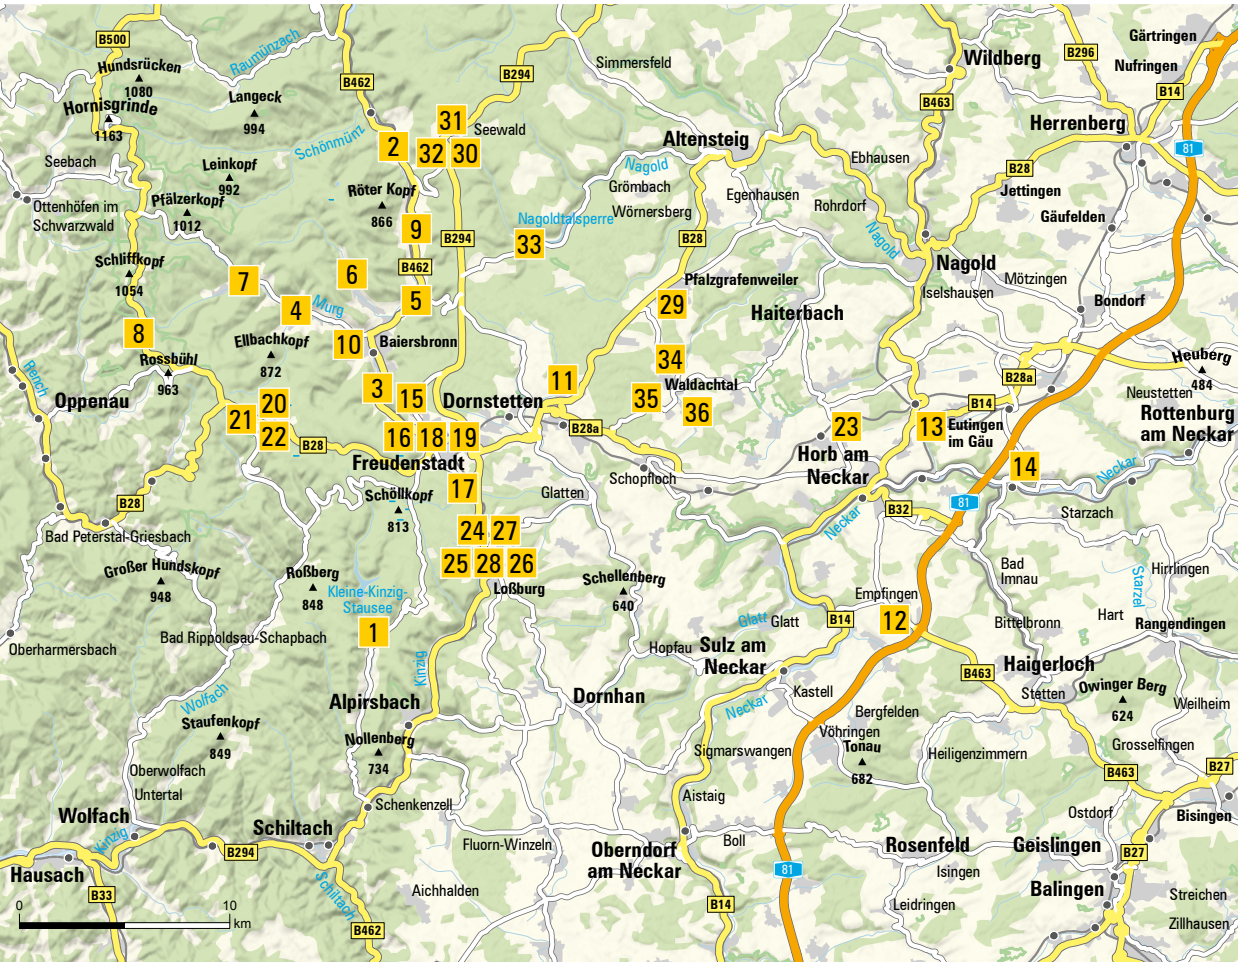 B500
Raumünzach
Hundsrücken
1080
Hornisgrinde
1163
Langeck
994
B462
B294
Simmersfeld
Wildberg
B296
Gärtringen
Nufringen
B14
B463
Herrenberg
81
Seebach
Schönmünz
31
Seewald
2
32
30
Altensteig
Ebhausen
B28
Jettingen
Leinkopf
992
Röter Kopf
866
Nagold
Grömbach
Egenhausen
Wörnersberg
Rohrdorf
Gäufelden
Ottenhöfen im
Schwarzwald
Pfälzerkopf
1012
9
B294
Nagoldtalsperre
33
B28
Nagold
Nagold
Schliffkopf
1054
7
6
B462
5
4
Murg
Pfalzgrafenweiler
29
Haiterbach
Iselshausen
Mötzingen
Bondorf
8
Rossbühl
963
Ellbachkopf
872
10
Baiersbronn
34
Waldachtal
35
36
Heuberg
484
B28a
Neustetten
Rottenburg
am Neckar
Rench
Oppenau
3
15
Dornstetten
11
B28a
B14
20
21
22
B28
16
18
19
Freudenstadt
23
Horb am
Neckar
13
Eutingen
im Gäu
14
Neckar
17
Schöllkopf
813
Glatten
Schopfloch
B28
Bad Peterstal-Griesbach
24
27
25
28
26
Loßburg
Neckar
B32
81
Starzach
Großer Hundskopf
948
Roßberg
848
Kleine-Kinzig-
Stausee
1
Schellenberg
640
Bad
Imnau
Starzel
Hirrlingen
Empfingen
12
Oberharmersbach
Bad Rippoldsau-Schapbach
Kinzig
Glatt
Glatt
B14
Bittelbronn
Hart
Rangendingen
Hopfau
Sulz am
Neckar
B463
Haigerloch
Stetten
Owinger Berg
624
Weilheim
Wolfach
Alpirsbach
Dornhan
Neckar
Kastell
Bergfelden
Staufenkopf
849
Nollenberg
734
Sigmarswangen
Vöhringen
Tonau
682
Heiligenzimmern
Grosselfingen
B463
B27
Oberwolfach
Untertal
Schenkenzell
Aistaig
Ostdorf
Bisingen
Wolfach
Kinzig
Schiltach
B294
Fluorn-Winzeln
Oberndorf
am Neckar
Boll
Rosenfeld
Geislingen
B27
Hausach
B33
Schiltach
Aichhalden
81
Isingen
Balingen
Streichen
Leidringen
B14
Zillhausen
B462
0
10
km